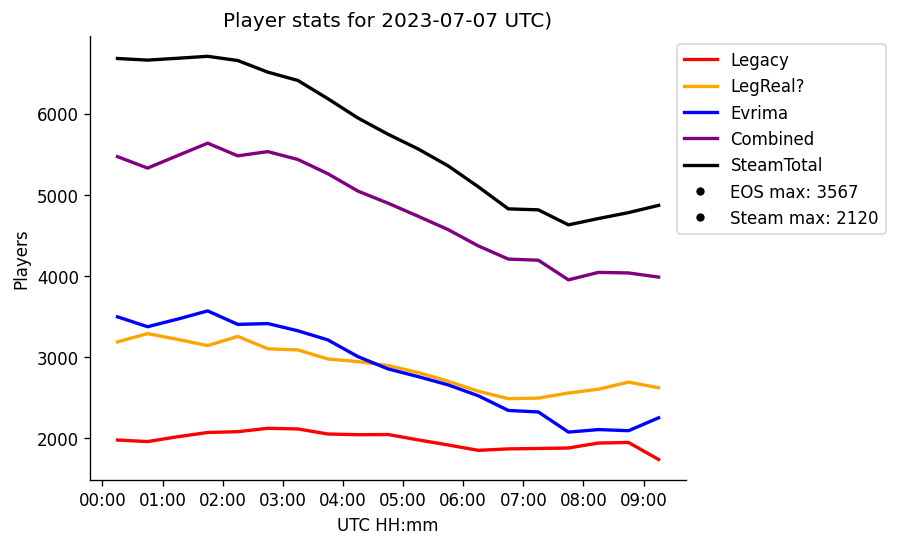 Player stats for 2023-07-07 UTC)
Legacy
LegReal?
Evrima
Combined
SteamTotal
EOS max: 3567
Steam max: 2120
Players
6000
5000
4000
3000
2000
00:00 01:00 02:00 03:00 04:00 05:00 06:00 07:00 08:00 09:00
UTC HH:mm